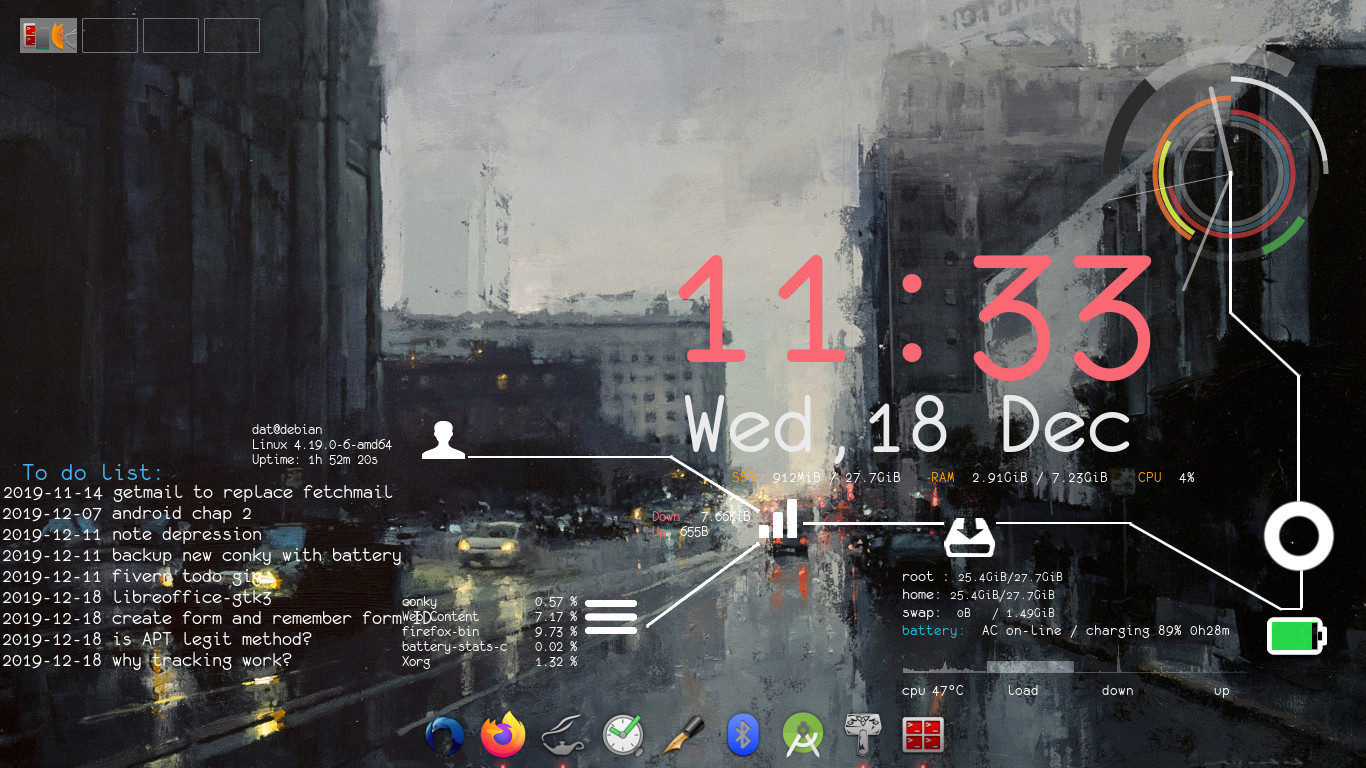 11:33
Wed,18 Dec
dat@debian
Linux 4.19.0-6-amd64
Uptime: 1h 52m 20s
SSD 912MiB / 27.7GiB RAM 2.91GiB / 7.23GiB CPU 4%
To do list:
2019-11-14 getmail to replace fetchmail
2019-12-07 android chap 2
2019-12-11 note depression
2019-12-11 backup new conky with battery
2019-12-11 fiverr todo gig
2019-12-18 libreoffice-gtk3
2019-12-18 create form and remember form ID
2019-12-18 is APT legit method?
2019-12-18 why tracking work?
Down 7.66KiB
Up 655B
conky 0.57 %
Web Content 7.17 %
firefox-bin 9.73 %
battery-stats-c 0.02 %
Xorg 1.32 %
root : 25.4GiB/27.7GiB
home: 25.4GiB/27.7GiB
swap: 0B / 1.49GiB
battery: AC on-line / charging 89% 0h28m
cpu 47°C load down up